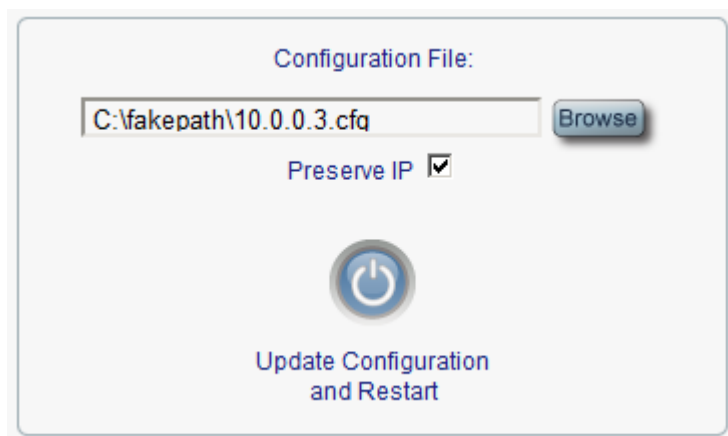 Configuration File:
C:\fakepath\10.0.0.3.cfg
Browse
Preserve IP
Update Configuration
and Restart